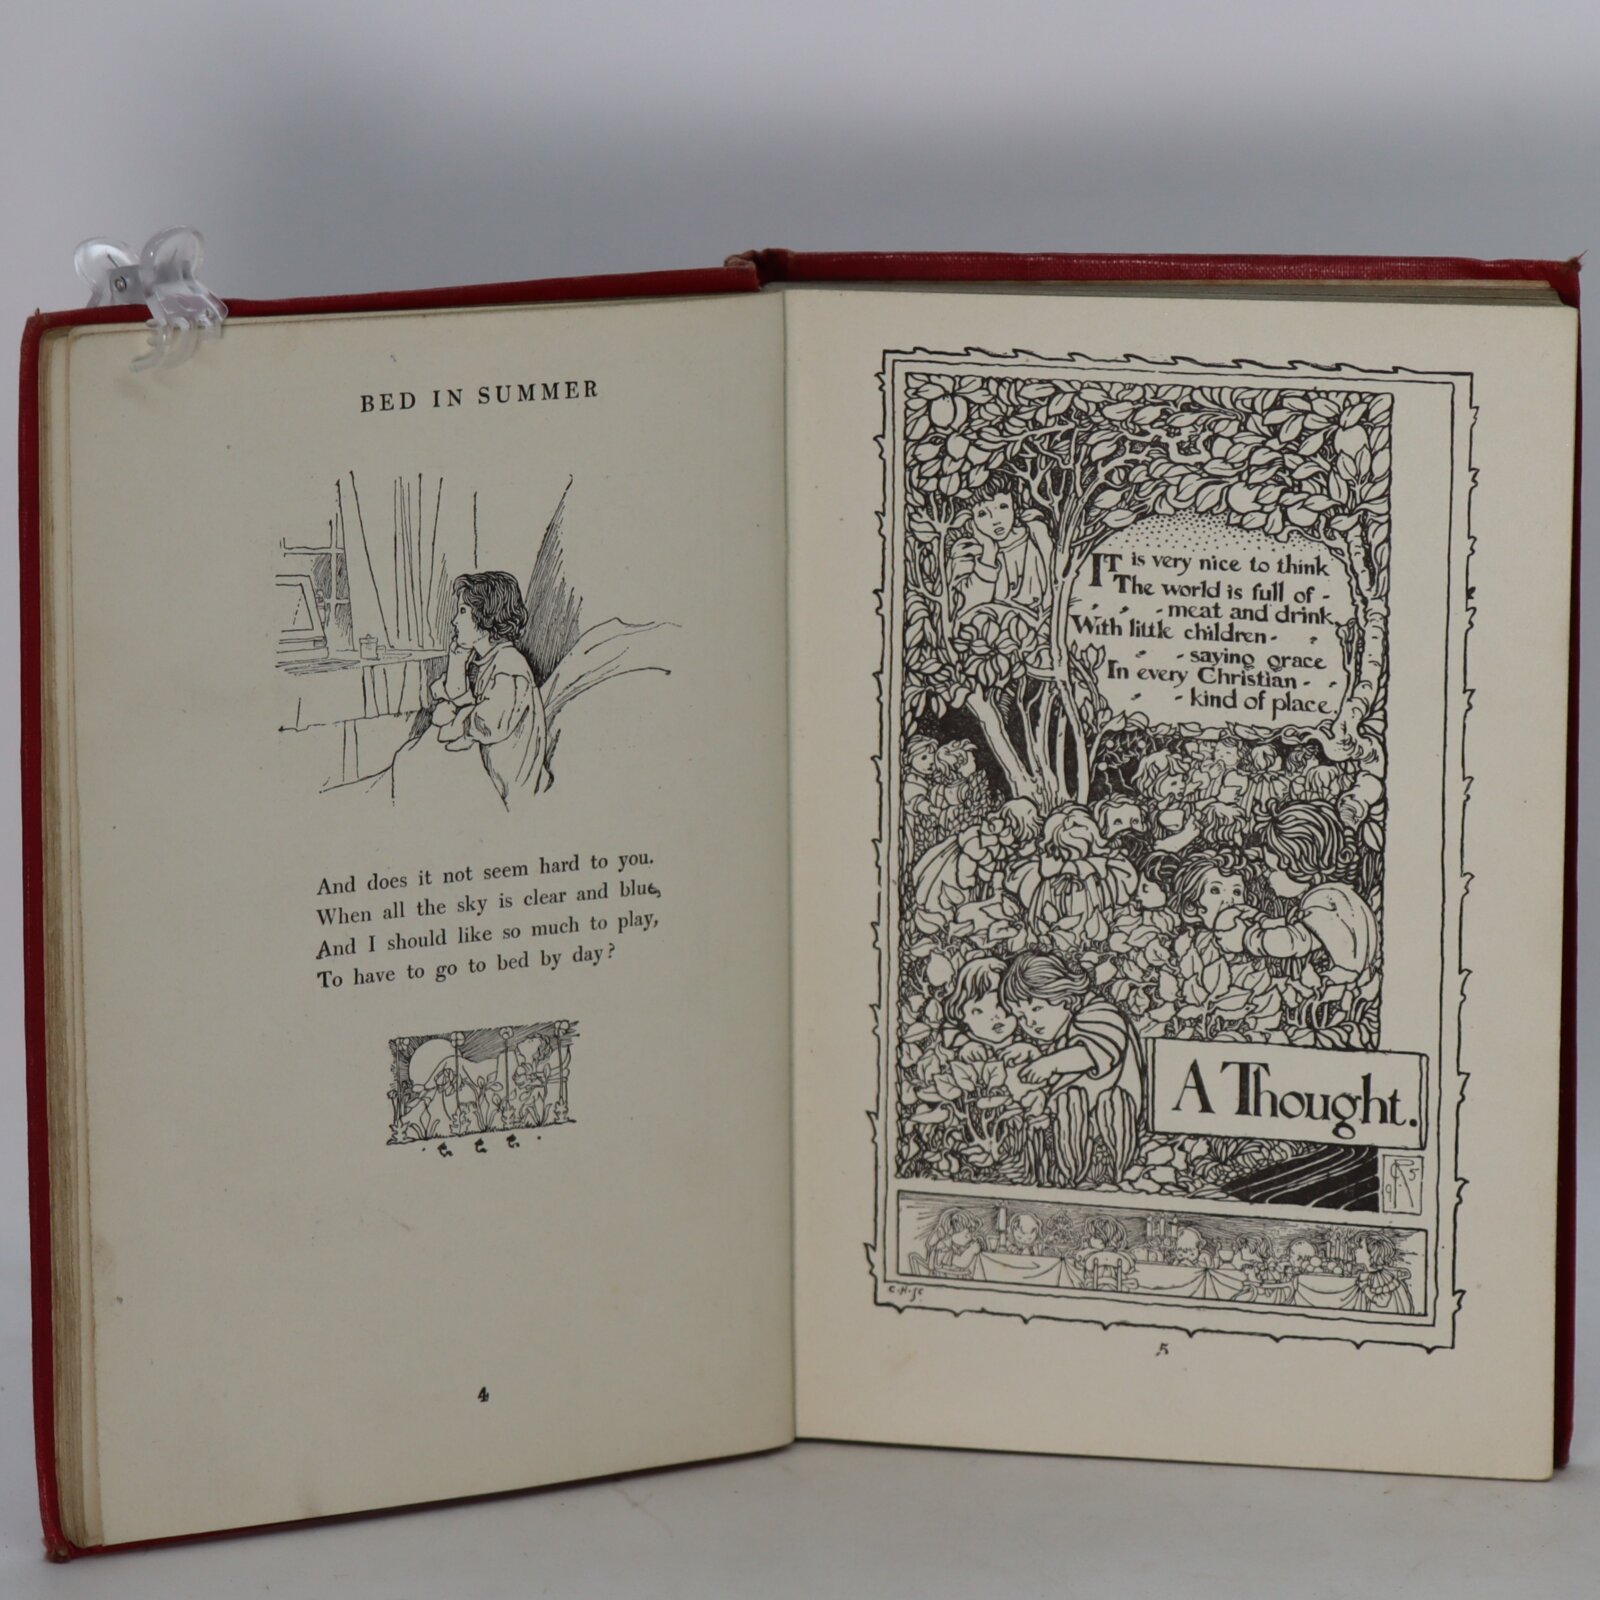 BED IN SUMMER
And does it not seem hard to you.
When all the sky is clear and blue,
And I should like so much to play,
To have to go to bed by day?
4
IT is very nice to think
The world is full of -
- meat and drink,
With little children -
- saying grace
In every Christian -
- kind of place.
A Thought.
C.H.
5